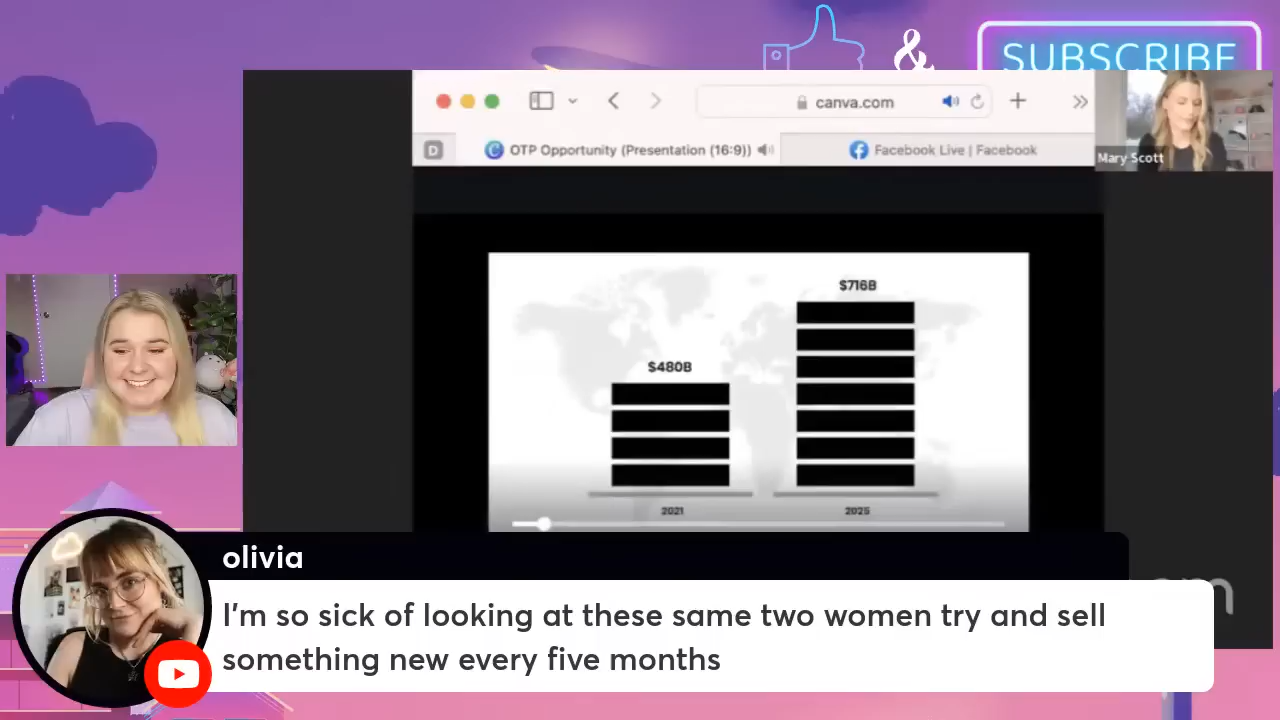 &
SUBSCRIBE
canva.com
D
OTP Opportunity (Presentation (16:9))
Facebook Live | Facebook
Mary Scott
$716B
$480B
2021
2025
olivia
I'm so sick of looking at these same two women try and sell
something new every five months